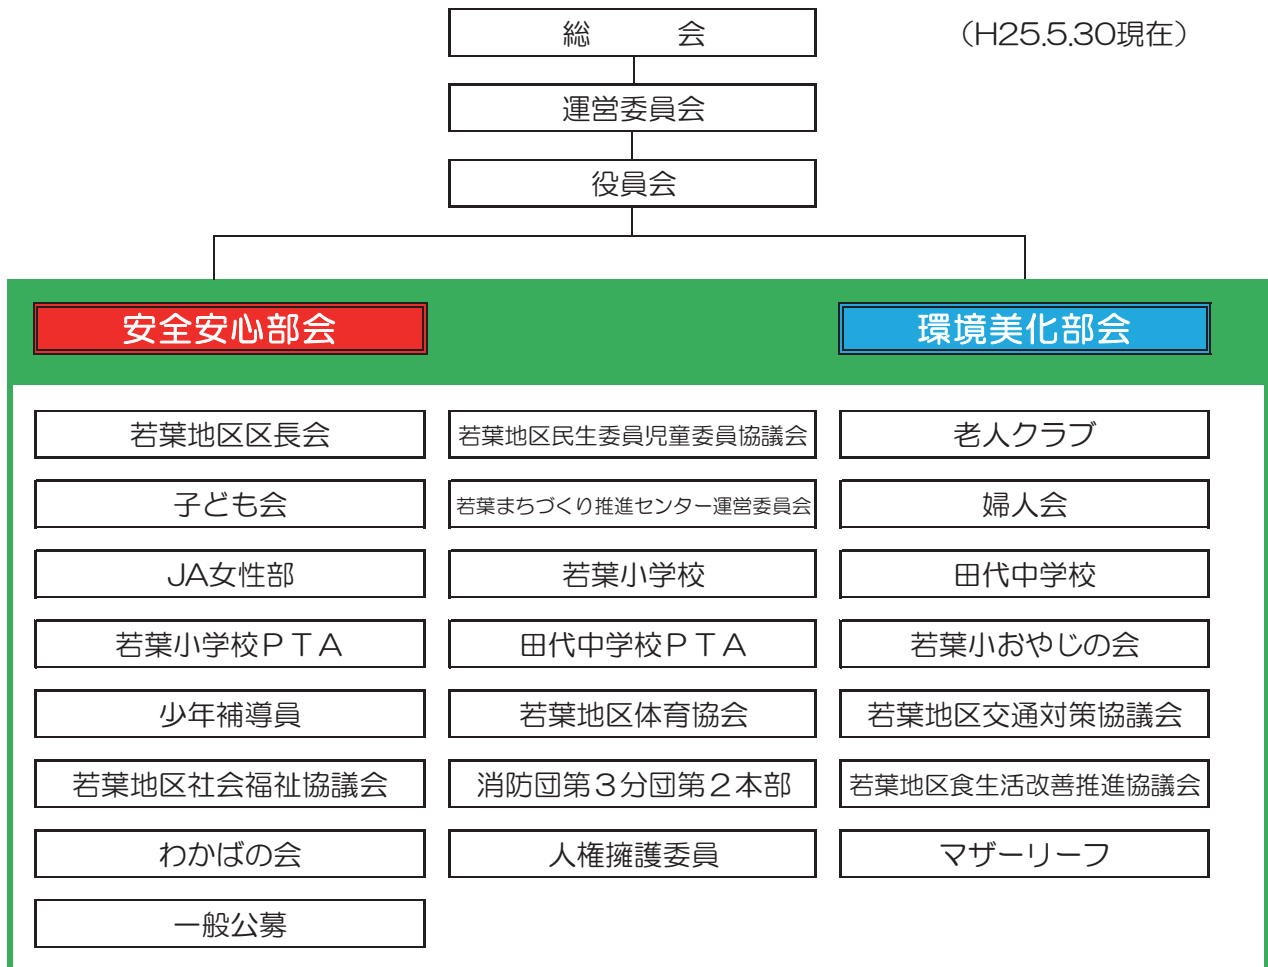 総　　　会
（H25.5.30現在）
運営委員会
役員会
安全安心部会
環境美化部会
若葉地区区長会
若葉地区民生委員児童委員協議会
老人クラブ
子ども会
若葉まちづくり推進センター運営委員会
婦人会
JA女性部
若葉小学校
田代中学校
若葉小学校ＰＴＡ
田代中学校ＰＴＡ
若葉小おやじの会
少年補導員
若葉地区体育協会
若葉地区交通対策協議会
若葉地区社会福祉協議会
消防団第３分団第２本部
若葉地区食生活改善推進協議会
わかばの会
人権擁護委員
マザーリーフ
一般公募